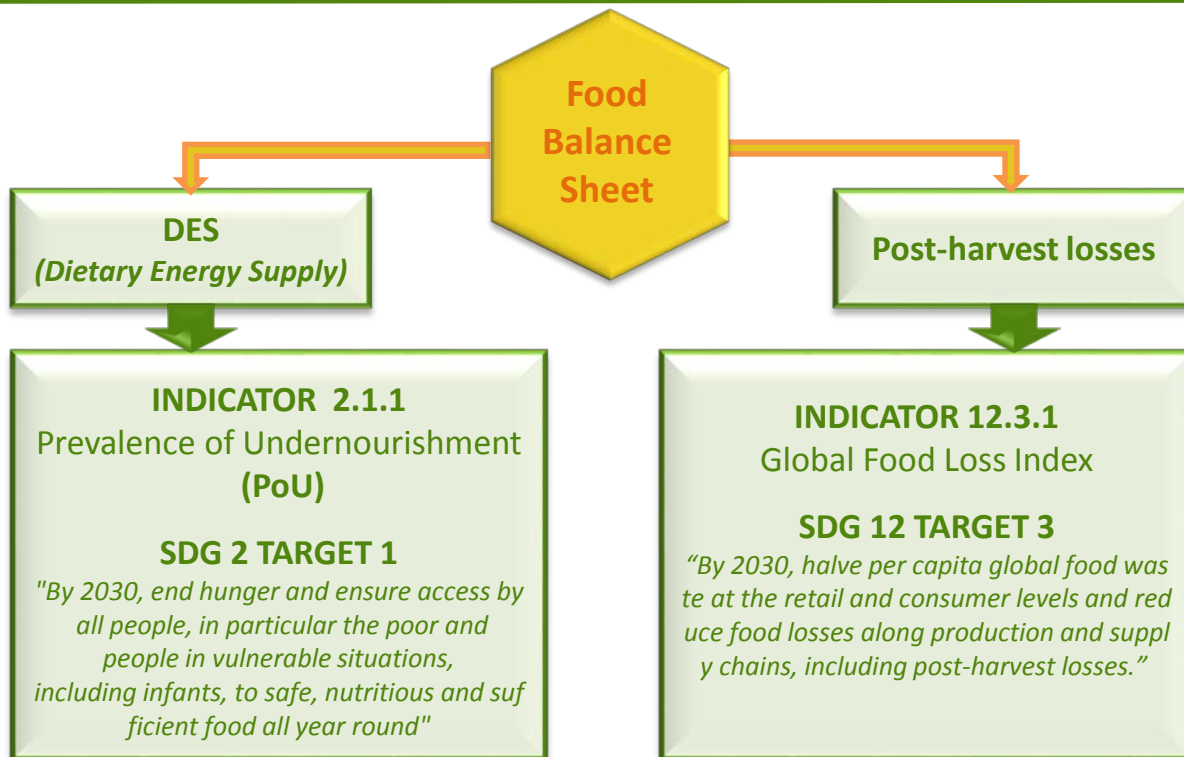 Food
Balance
Sheet
DES
(Dietary Energy Supply)
Post-harvest losses
INDICATOR  2.1.1
Prevalence of Undernourishment
(PoU)
SDG 2 TARGET 1
"By 2030, end hunger and ensure access by
all people, in particular the poor and
people in vulnerable situations,
including infants, to safe, nutritious and suf
ficient food all year round"
INDICATOR 12.3.1
Global Food Loss Index
SDG 12 TARGET 3
“By 2030, halve per capita global food was
te at the retail and consumer levels and red
uce food losses along production and suppl
y chains, including post-harvest losses.”